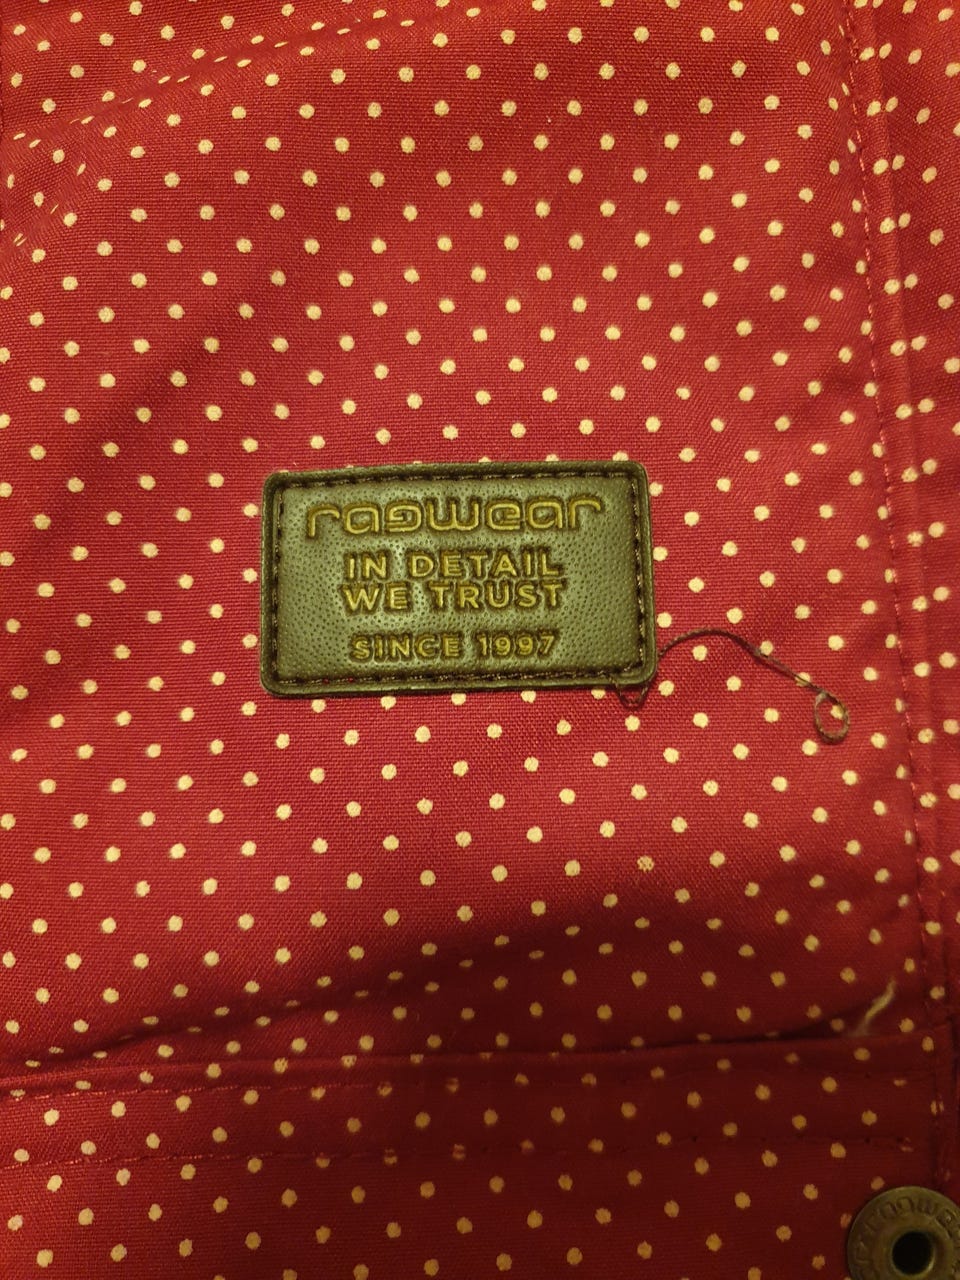 ragwear
IN DETAIL
WE TRUST
SINCE 1997